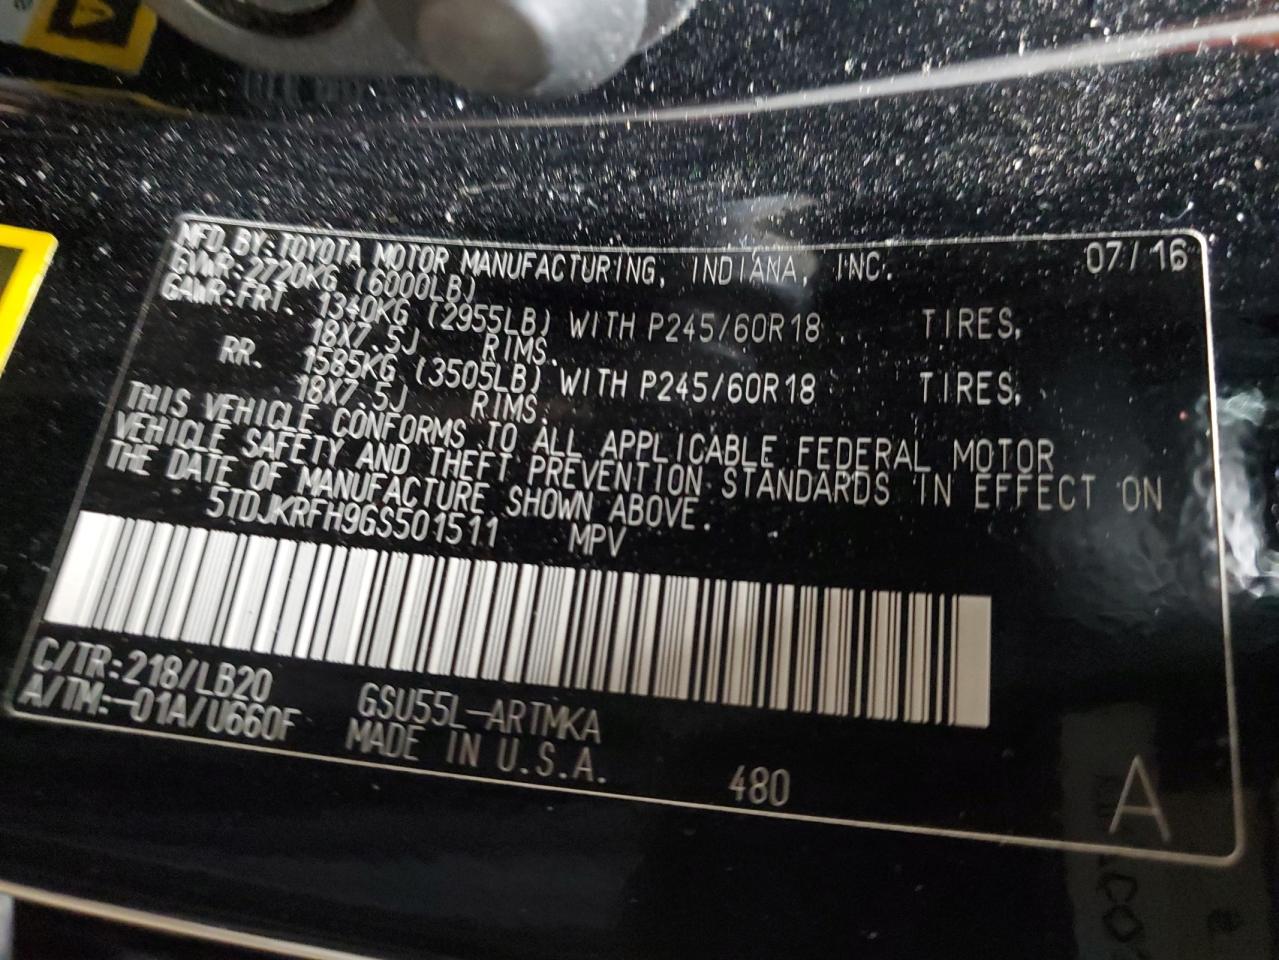 MFD. BY: TOYOTA MOTOR MANUFACTURING, INDIANA, INC. 07/16
GVWR: 2720KG (6000LB)
GAWR: FRT. 1340KG (2955LB) WITH P245/60R18 TIRES,
18X7.5J RIMS.
RR. 1585KG (3505LB) WITH P245/60R18 TIRES,
18X7.5J RIMS.
THIS VEHICLE CONFORMS TO ALL APPLICABLE FEDERAL MOTOR
VEHICLE SAFETY AND THEFT PREVENTION STANDARDS IN EFFECT ON
THE DATE OF MANUFACTURE SHOWN ABOVE.
5TDJKRFH9GS501511 MPV
C/TR: 218/LB20 GSU55L-ARTMKA
A/TM: -01A/U660F MADE IN U.S.A.
480
A